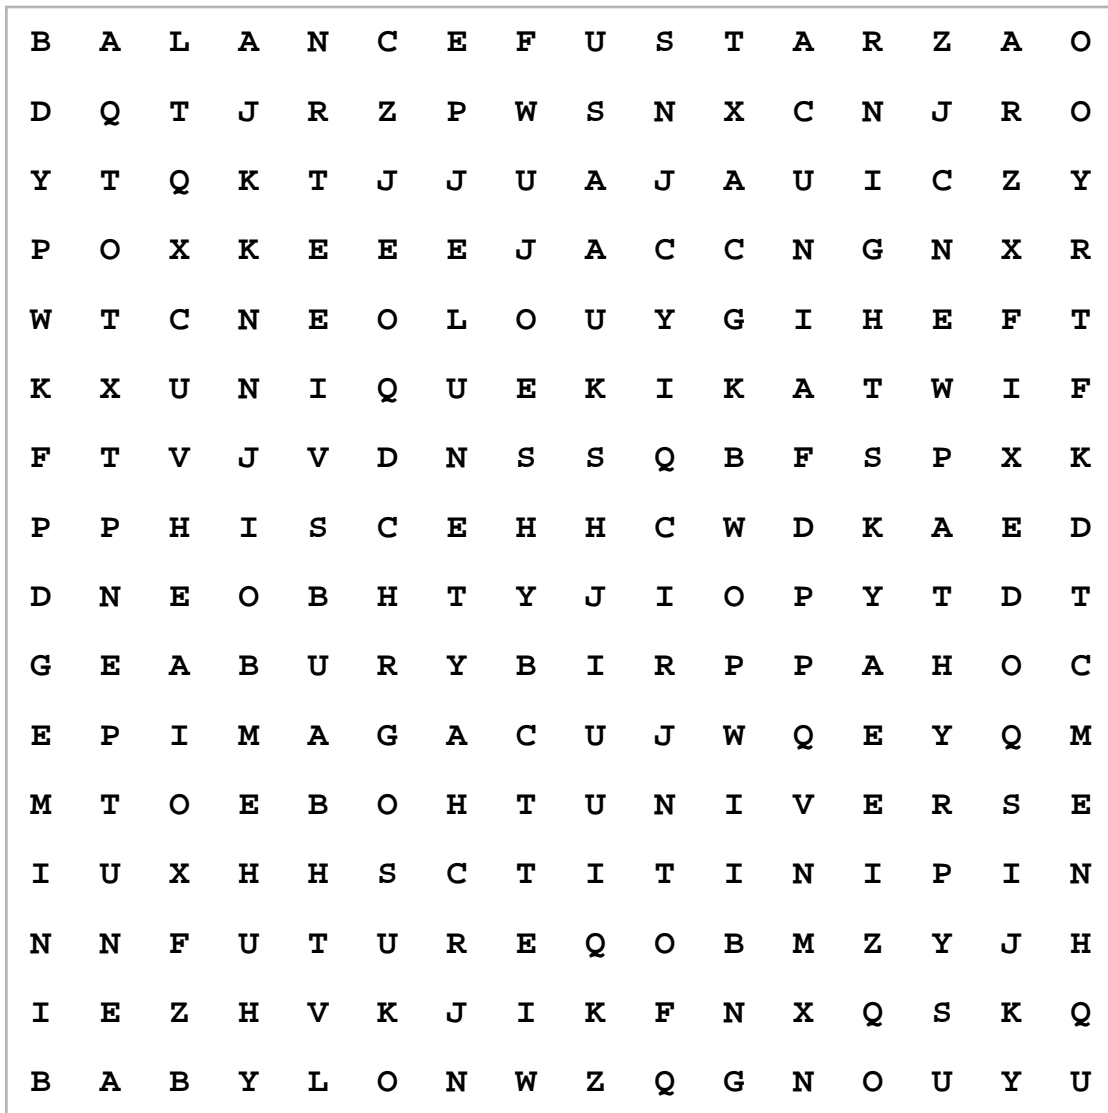 B A L A N C E F U S T A R Z A O
D Q T J R Z P W S N X C N J R O
Y T Q K T J J U A J A U I C Z Y
P O X K E E E J A C C N G N X R
W T C N E O L O U Y G I H E F T
K X U N I Q U E K I K A T W I F
F T V J V D N S S Q B F S P X K
P P H I S C E H H C W D K A E D
D N E O B H T Y J I O P Y T D T
G E A B U R Y B I R P P A H O C
E P I M A G A C U J W Q E Y Q M
M T O E B O H T U N I V E R S E
I U X H H S C T I T I N I P I N
N N F U T U R E Q O B M Z Y J H
I E Z H V K J I K F N X Q S K Q
B A B Y L O N W Z Q G N O U Y U